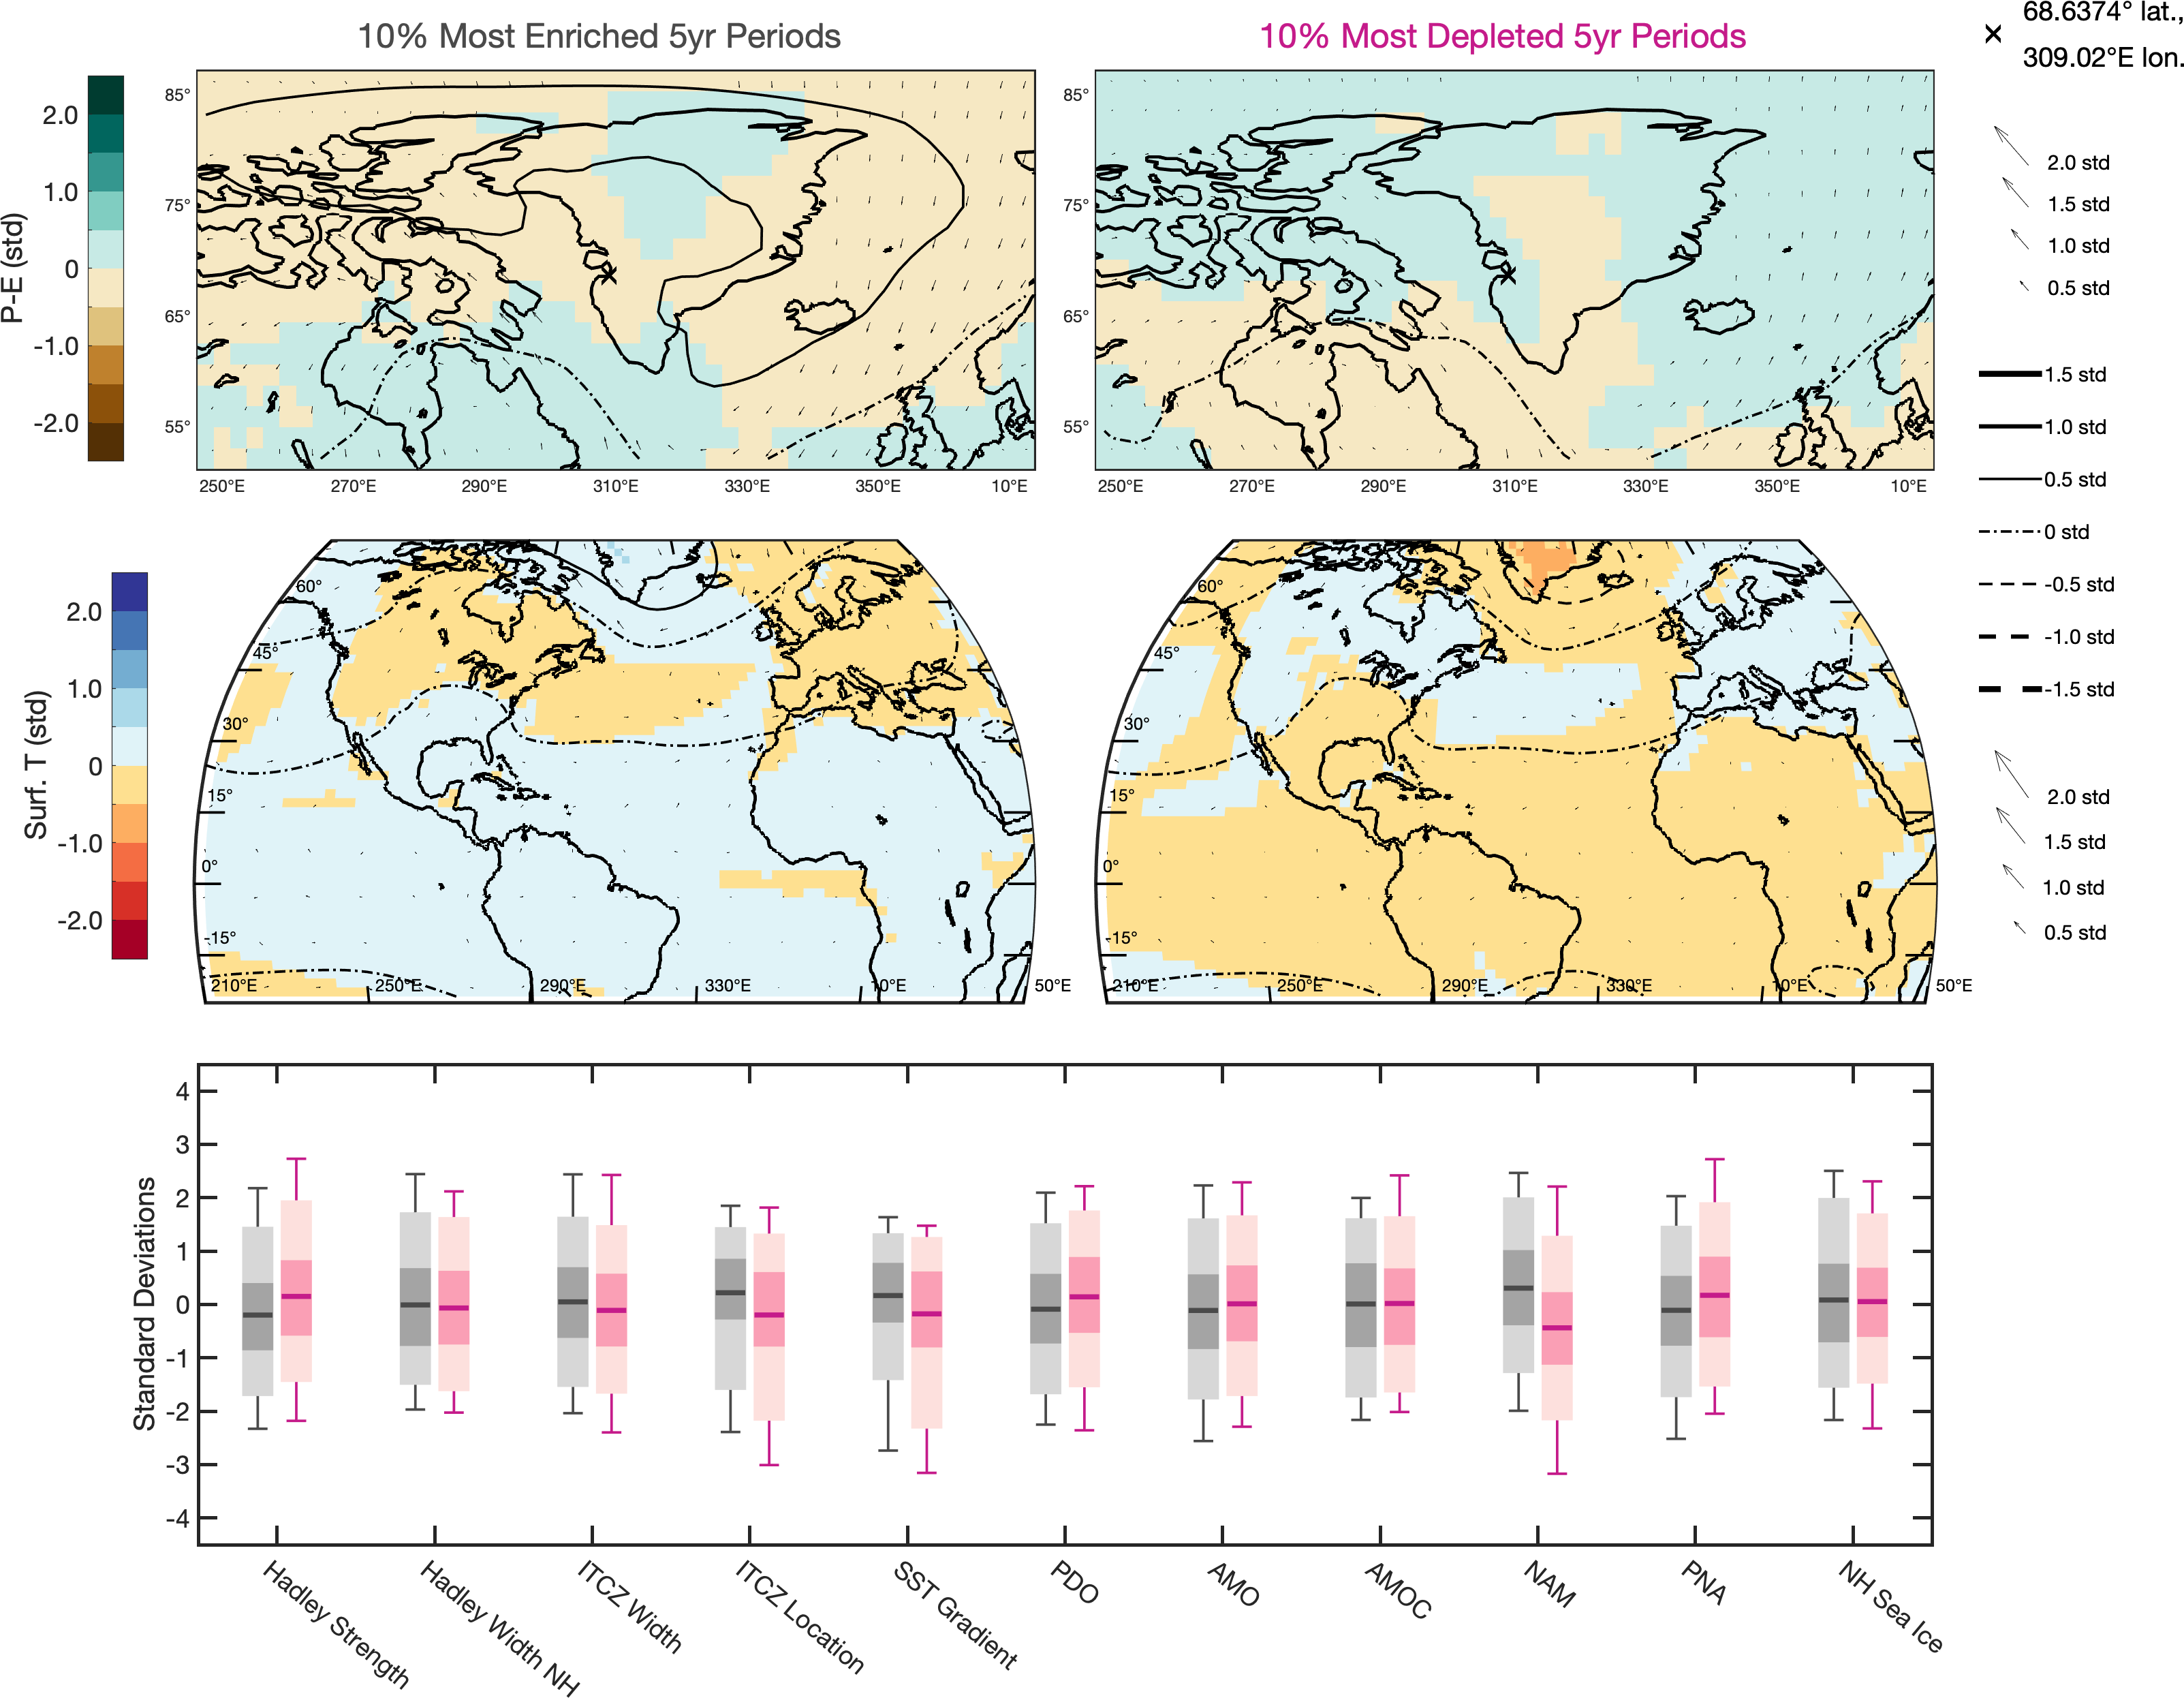 10% Most Enriched 5yr Periods
10% Most Depleted 5yr Periods
68.6374° lat.,
309.02°E lon.
P-E (std)
2.0
1.0
0
-1.0
-2.0
85°
75°
65°
55°
250°E 270°E 290°E 310°E 330°E 350°E 10°E
85°
75°
65°
55°
250°E 270°E 290°E 310°E 330°E 350°E 10°E
2.0 std
1.5 std
1.0 std
0.5 std
1.5 std
1.0 std
0.5 std
0 std
-0.5 std
-1.0 std
-1.5 std
Surf. T (std)
2.0
1.0
0
-1.0
-2.0
60°
45°
30°
15°
0°
-15°
210°E 250°E 290°E 330°E 10°E 50°E
60°
45°
30°
15°
0°
-15°
210°E 250°E 290°E 330°E 10°E 50°E
2.0 std
1.5 std
1.0 std
0.5 std
Standard Deviations
4
3
2
1
0
-1
-2
-3
-4
Hadley Strength
Hadley Width NH
ITCZ Width
ITCZ Location
SST Gradient
PDO
AMO
AMOC
NAM
PNA
NH Sea Ice